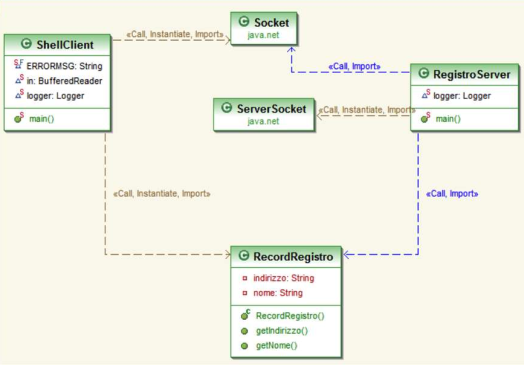 ShellClient
ERRORMSG: String
in: BufferedReader
logger: Logger
main()
«Call, Instantiate, Import»
Socket
java.net
«Call, Import»
RegistroServer
logger: Logger
main()
ServerSocket
java.net
«Call, Instantiate, Import»
«Call, Instantiate, Import»
«Call, Import»
RecordRegistro
indirizzo: String
nome: String
RecordRegistro()
getIndirizzo()
getNome()